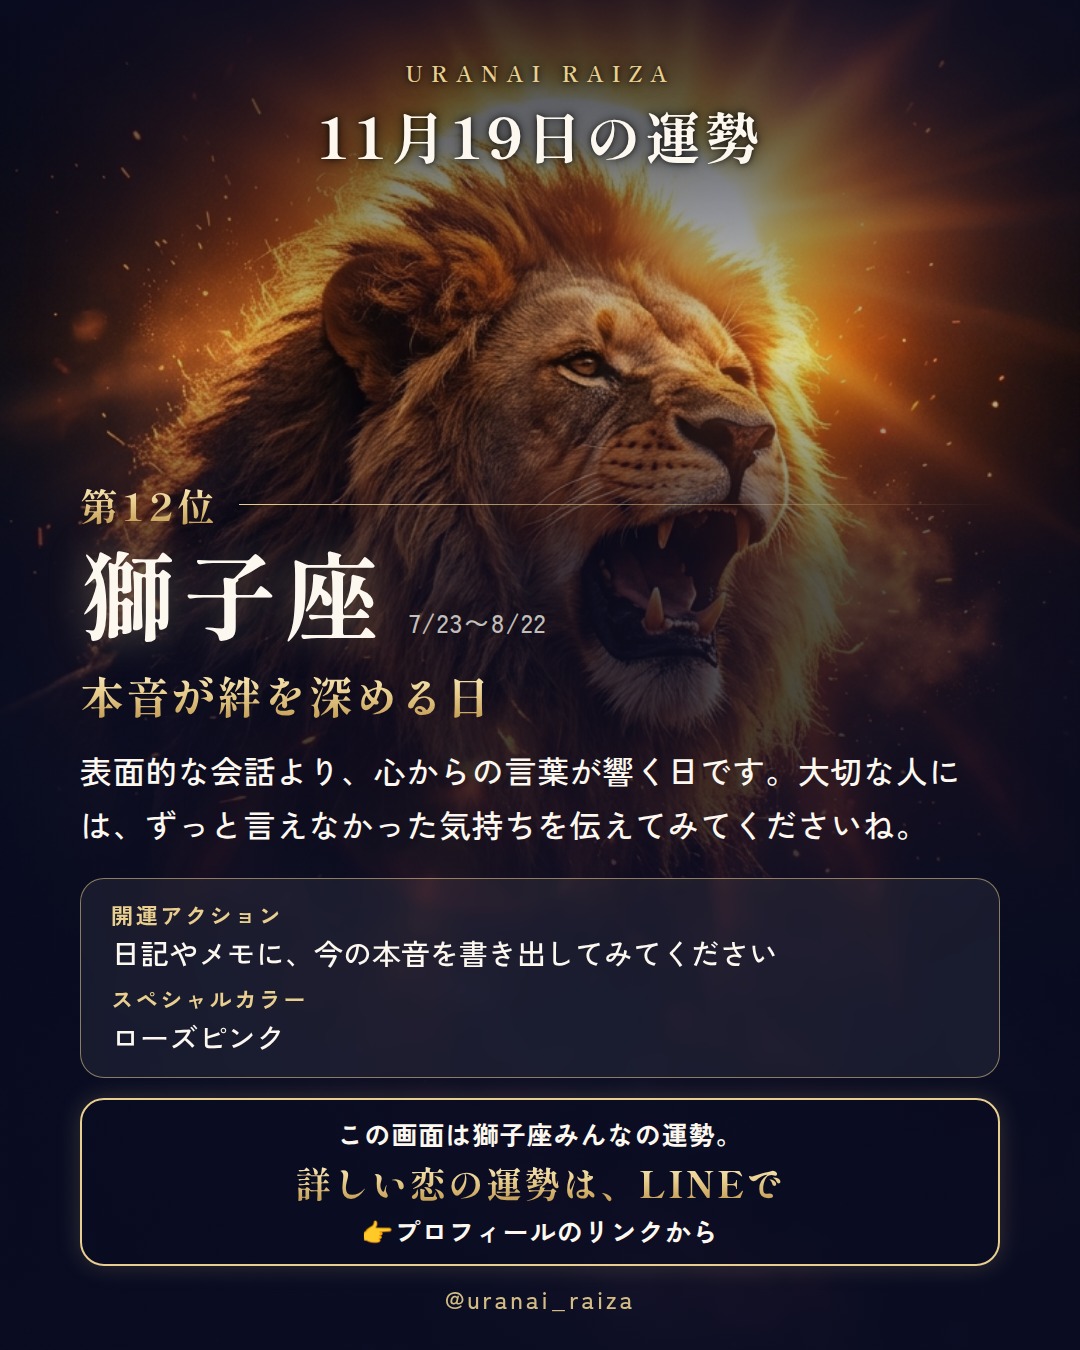 URANAI RAIZA
11月19日の運勢
第12位
獅子座 7/23〜8/22
本音が絆を深める日
表面的な会話より、心からの言葉が響く日です。大切な人に
は、ずっと言えなかった気持ちを伝えてみてくださいね。
開運アクション
日記やメモに、今の本音を書き出してみてください
スペシャルカラー
ローズピンク
この画面は獅子座みんなの運勢。
詳しい恋の運勢は、LINEで
👉プロフィールのリンクから
@uranai_raiza